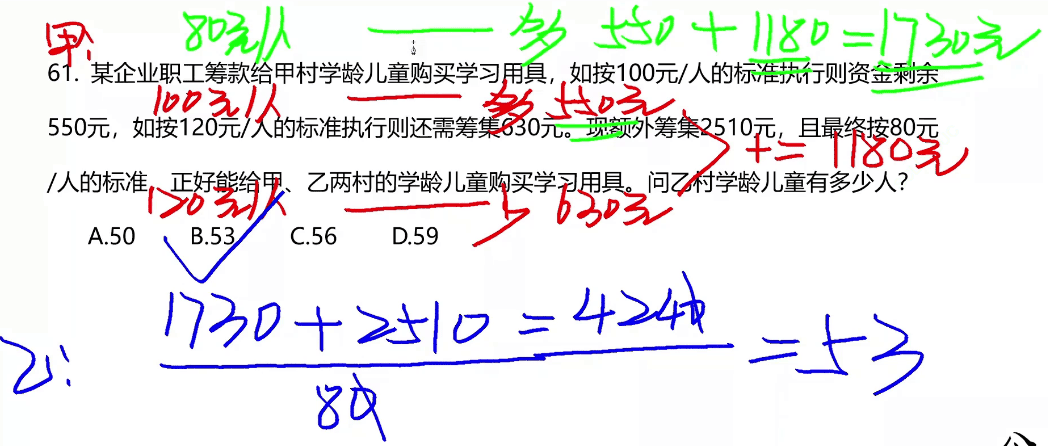 甲: 80元/人 —— 多 550 + 1180 = 1730元
61. 某企业职工筹款给甲村学龄儿童购买学习用具，如按100元/人的标准执行则资金剩余
100元/人 —— 多 550元
550元，如按120元/人的标准执行则还需筹集630元。现额外筹集2510元，且最终按80元
+= 1180元
/人的标准，正好能给甲、乙两村的学龄儿童购买学习用具。问乙村学龄儿童有多少人？
120元/人 —— 少 630元
A.50 B.53 C.56 D.59
1730 + 2510 = 4240
乙: = 53
80